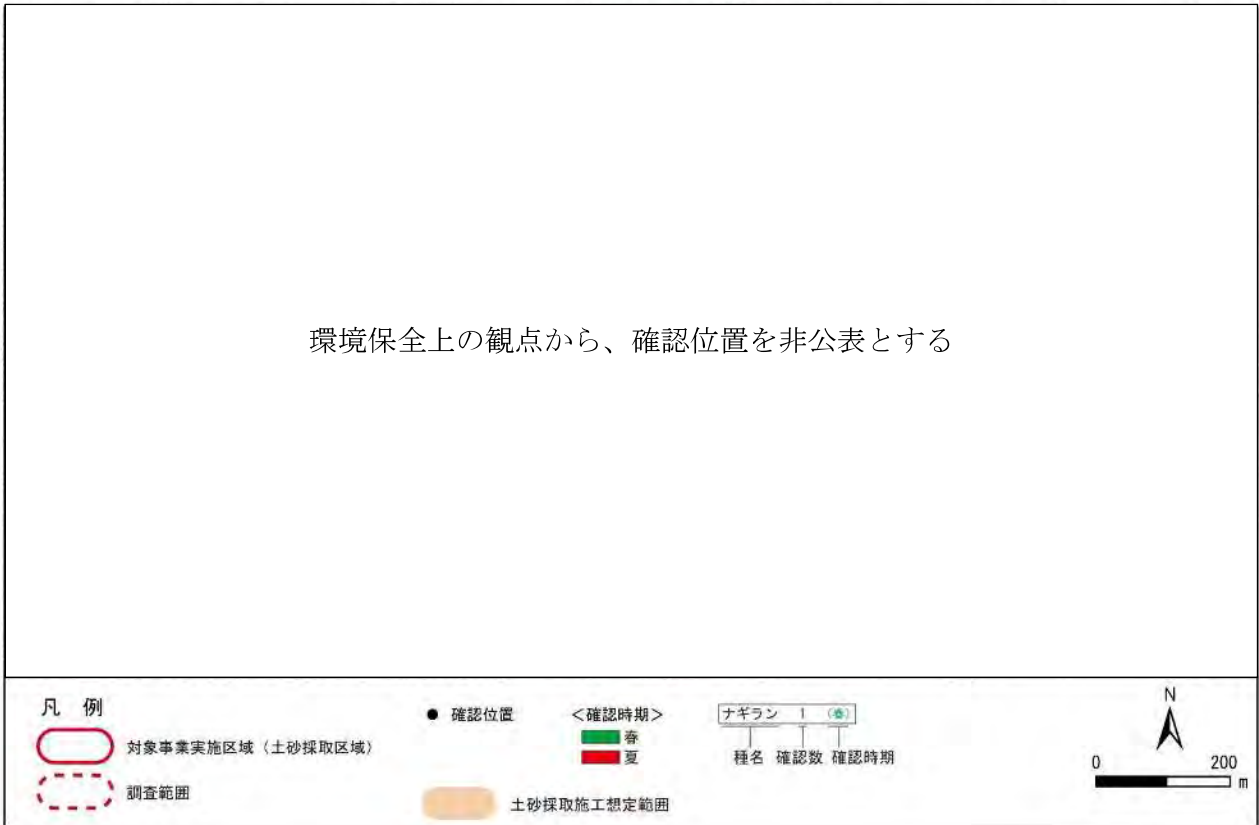 環境保全上の観点から、確認位置を非公表とする
凡 例
対象事業実施区域（土砂採取区域）
調査範囲
● 確認位置
土砂採取施工想定範囲
＜確認時期＞
春
夏
ナギラン 1 (春)
種名 確認数 確認時期
N
0 200
m